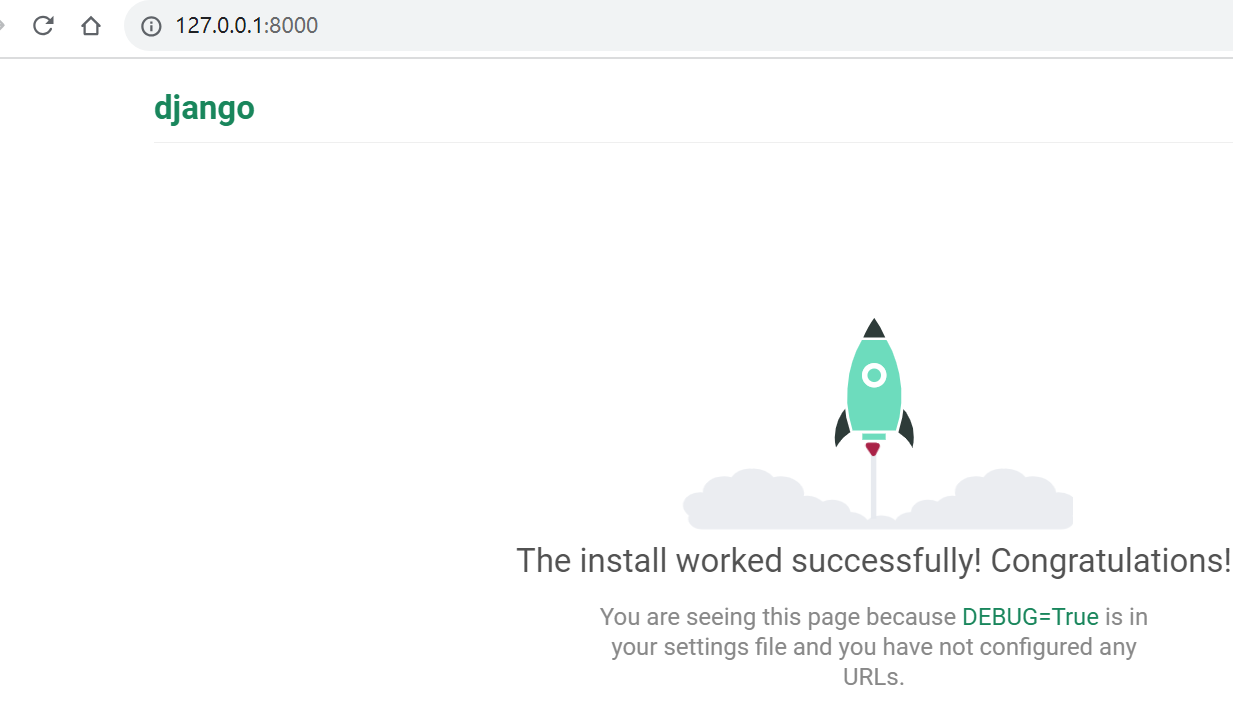 127.0.0.1:8000
django
The install worked successfully! Congratulations!
You are seeing this page because DEBUG=True is in
your settings file and you have not configured any
URLs.